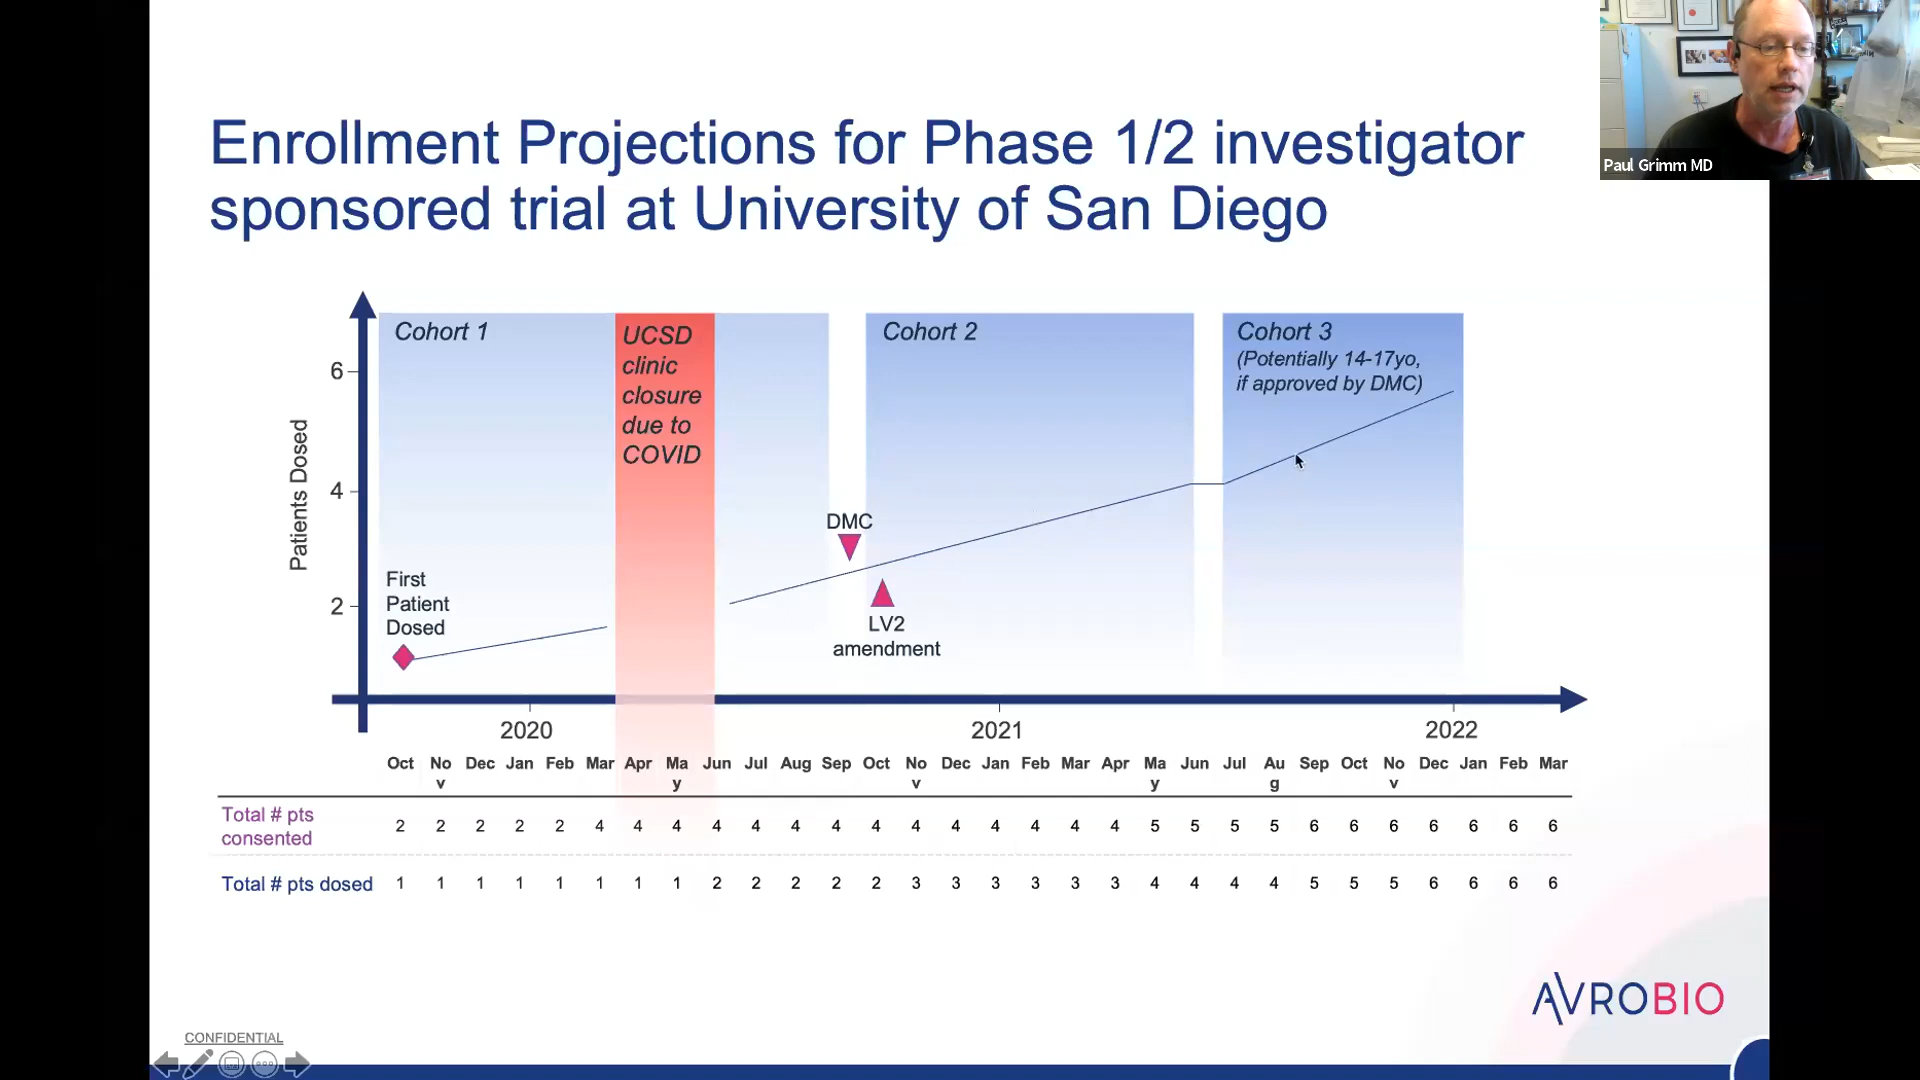 Paul Grimm MD
Enrollment Projections for Phase 1/2 investigator
sponsored trial at University of San Diego
Patients Dosed
6
4
2
Cohort 1
UCSD
clinic
closure
due to
COVID
Cohort 2
Cohort 3
(Potentially 14-17yo,
if approved by DMC)
DMC
First
Patient
Dosed
LV2
amendment
2020 2021 2022
Oct Nov Dec Jan Feb Mar Apr May Jun Jul Aug Sep Oct Nov Dec Jan Feb Mar Apr May Jun Jul Aug Sep Oct Nov Dec Jan Feb Mar
Total # pts
consented
2 2 2 2 2 4 4 4 4 4 4 4 4 4 4 4 4 4 4 5 5 5 5 6 6 6 6 6 6 6
Total # pts dosed 1 1 1 1 1 1 1 1 2 2 2 2 2 3 3 3 3 3 3 4 4 4 4 5 5 5 6 6 6 6
AVROBIO
CONFIDENTIAL